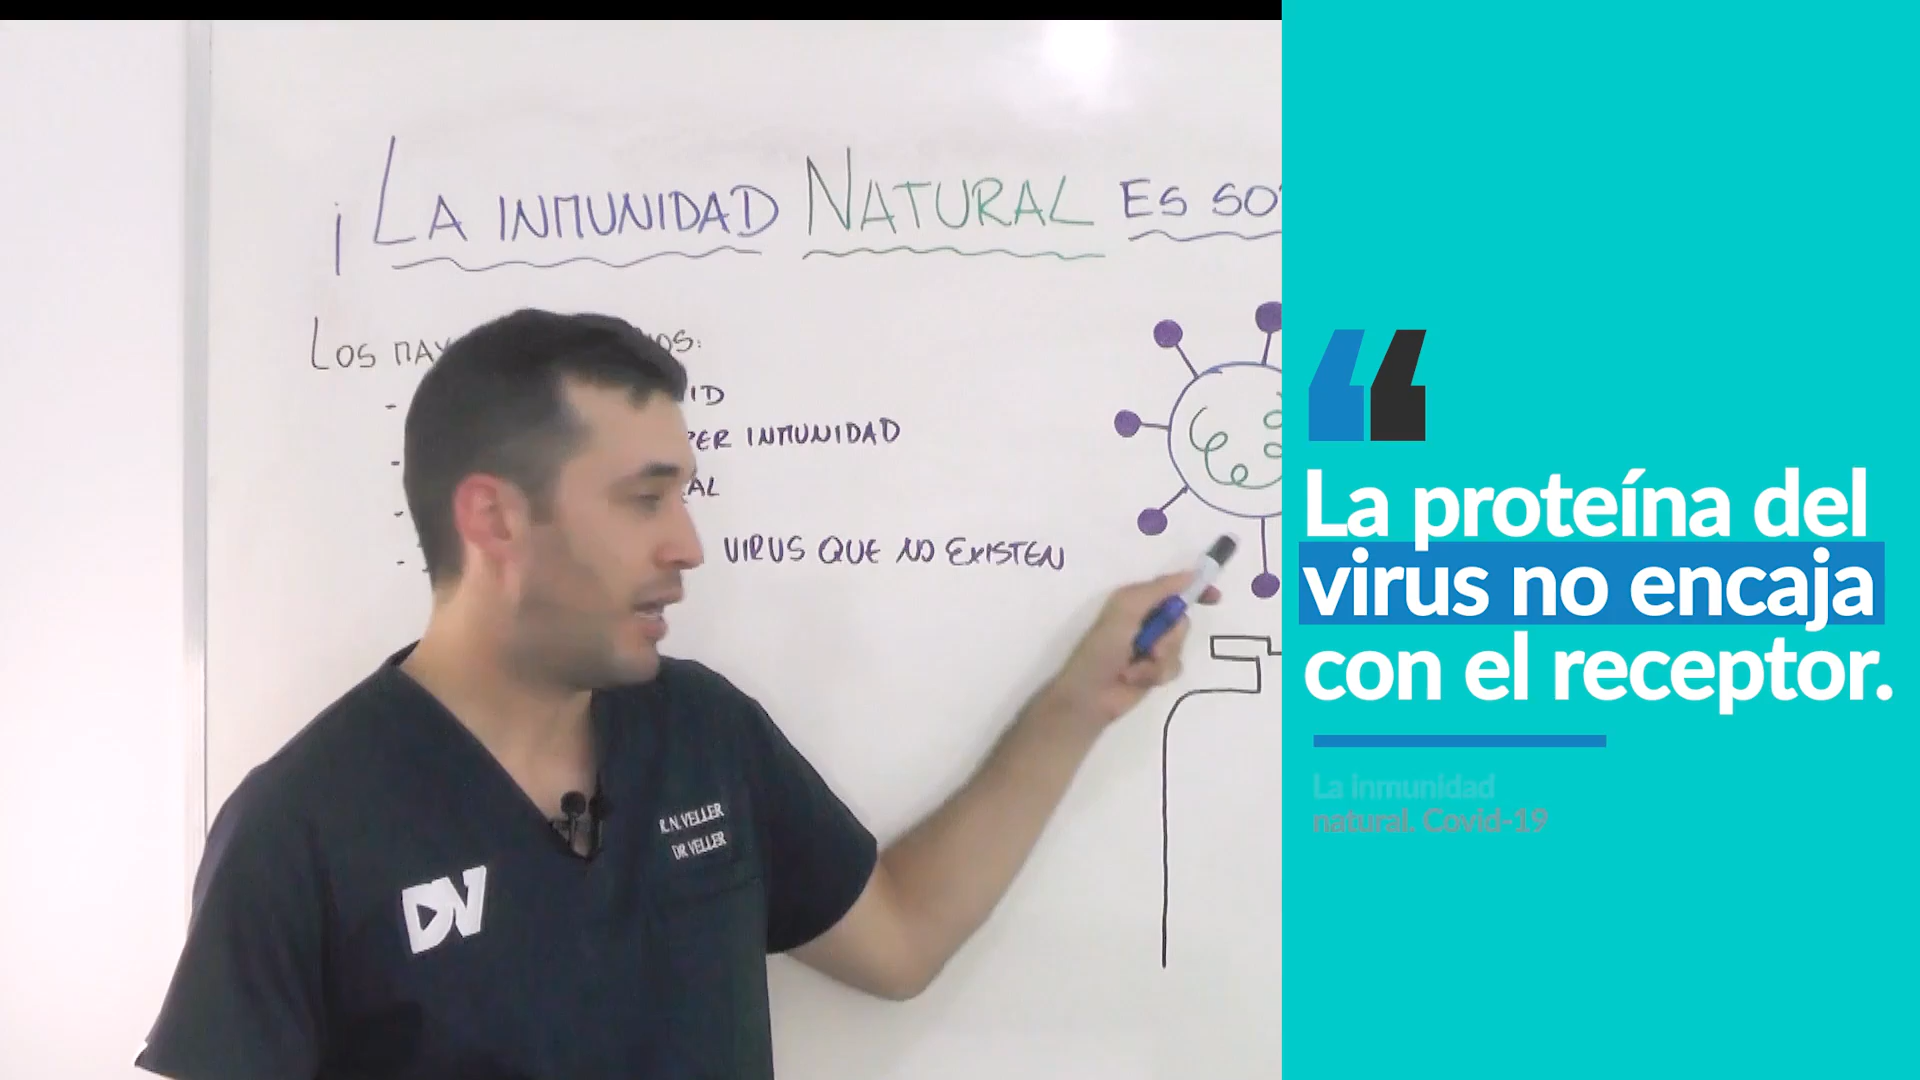 ¡LA INMUNIDAD NATURAL ES SO
LOS MAY OS:
- ID
- PER INMUNIDAD
- AL
- VIRUS QUE NO EXISTEN
R.N. VELLER
DR VELLER
DV
La proteína del
virus no encaja
con el receptor.
La inmunidad
natural. Covid-19